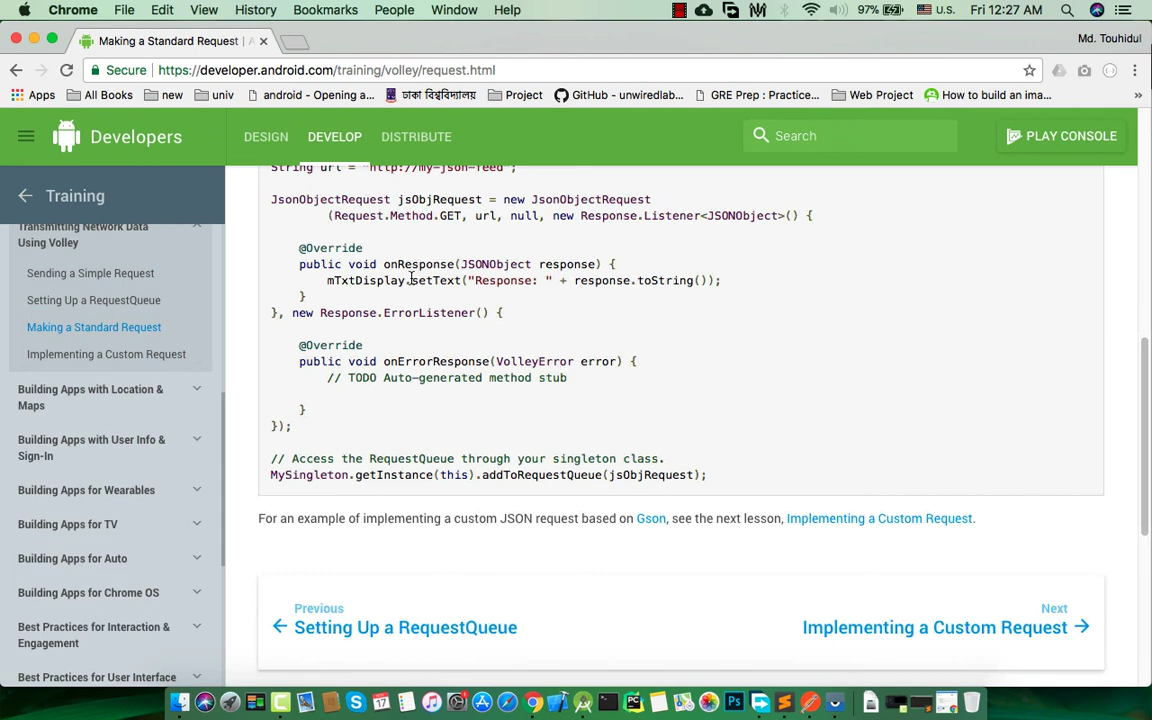 Chrome File Edit View History Bookmarks People Window Help 97% U.S. Fri 12:27 AM
Making a Standard Request | A
Md. Touhidul
Secure https://developer.android.com/training/volley/request.html
Apps All Books new univ android - Opening a... ঢাকা বিশ্ববিদ্যালয় Project GitHub - unwiredlab... GRE Prep : Practice... Web Project How to build an ima... »
Developers DESIGN DEVELOP DISTRIBUTE Search PLAY CONSOLE
Training
Transmitting Network Data
Using Volley
Sending a Simple Request
Setting Up a RequestQueue
Making a Standard Request
Implementing a Custom Request
Building Apps with Location &
Maps
Building Apps with User Info &
Sign-In
Building Apps for Wearables
Building Apps for TV
Building Apps for Auto
Building Apps for Chrome OS
Best Practices for Interaction &
Engagement
Best Practices for User Interface
String url = "http://my-json-feed";
JsonObjectRequest jsObjRequest = new JsonObjectRequest
(Request.Method.GET, url, null, new Response.Listener<JSONObject>() {
@Override
public void onResponse(JSONObject response) {
mTxtDisplay.setText("Response: " + response.toString());
}
}, new Response.ErrorListener() {
@Override
public void onErrorResponse(VolleyError error) {
// TODO Auto-generated method stub
}
});
// Access the RequestQueue through your singleton class.
MySingleton.getInstance(this).addToRequestQueue(jsObjRequest);
For an example of implementing a custom JSON request based on Gson, see the next lesson, Implementing a Custom Request.
Previous
Setting Up a RequestQueue
Next
Implementing a Custom Request
17
PC
Ps